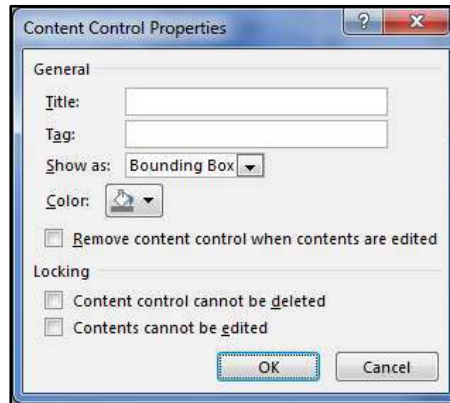 Content Control Properties
?
X
General
Title:
Tag:
Show as: Bounding Box
Color:
Remove content control when contents are edited
Locking
Content control cannot be deleted
Contents cannot be edited
OK Cancel